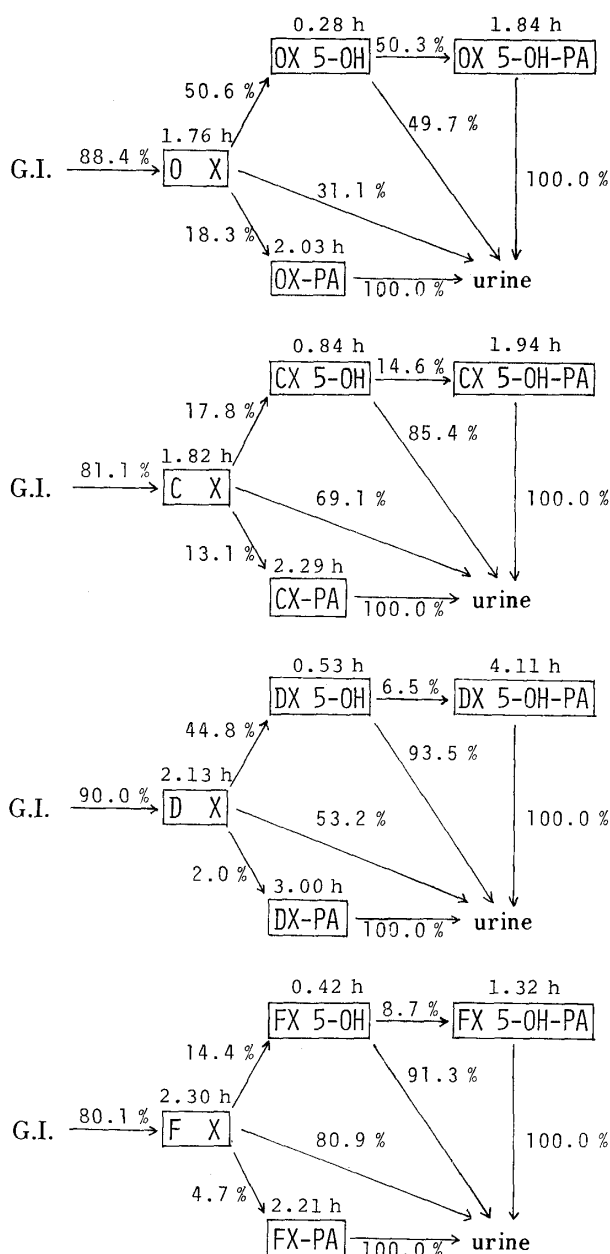 0.28 h 1.84 h
OX 5-OH 50.3 % OX 5-OH-PA
50.6 % 49.7 %
1.76 h
G.I. 88.4 % O X 31.1 % 100.0 %
18.3 % 2.03 h
OX-PA 100.0 % urine
0.84 h 1.94 h
CX 5-OH 14.6 % CX 5-OH-PA
17.8 % 85.4 %
1.82 h
G.I. 81.1 % C X 69.1 % 100.0 %
13.1 % 2.29 h
CX-PA 100.0 % urine
0.53 h 4.11 h
DX 5-OH 6.5 % DX 5-OH-PA
44.8 % 93.5 %
2.13 h
G.I. 90.0 % D X 53.2 % 100.0 %
2.0 % 3.00 h
DX-PA 100.0 % urine
0.42 h 1.32 h
FX 5-OH 8.7 % FX 5-OH-PA
14.4 % 91.3 %
2.30 h
G.I. 80.1 % F X 80.9 % 100.0 %
4.7 % 2.21 h
FX-PA 100.0 % urine